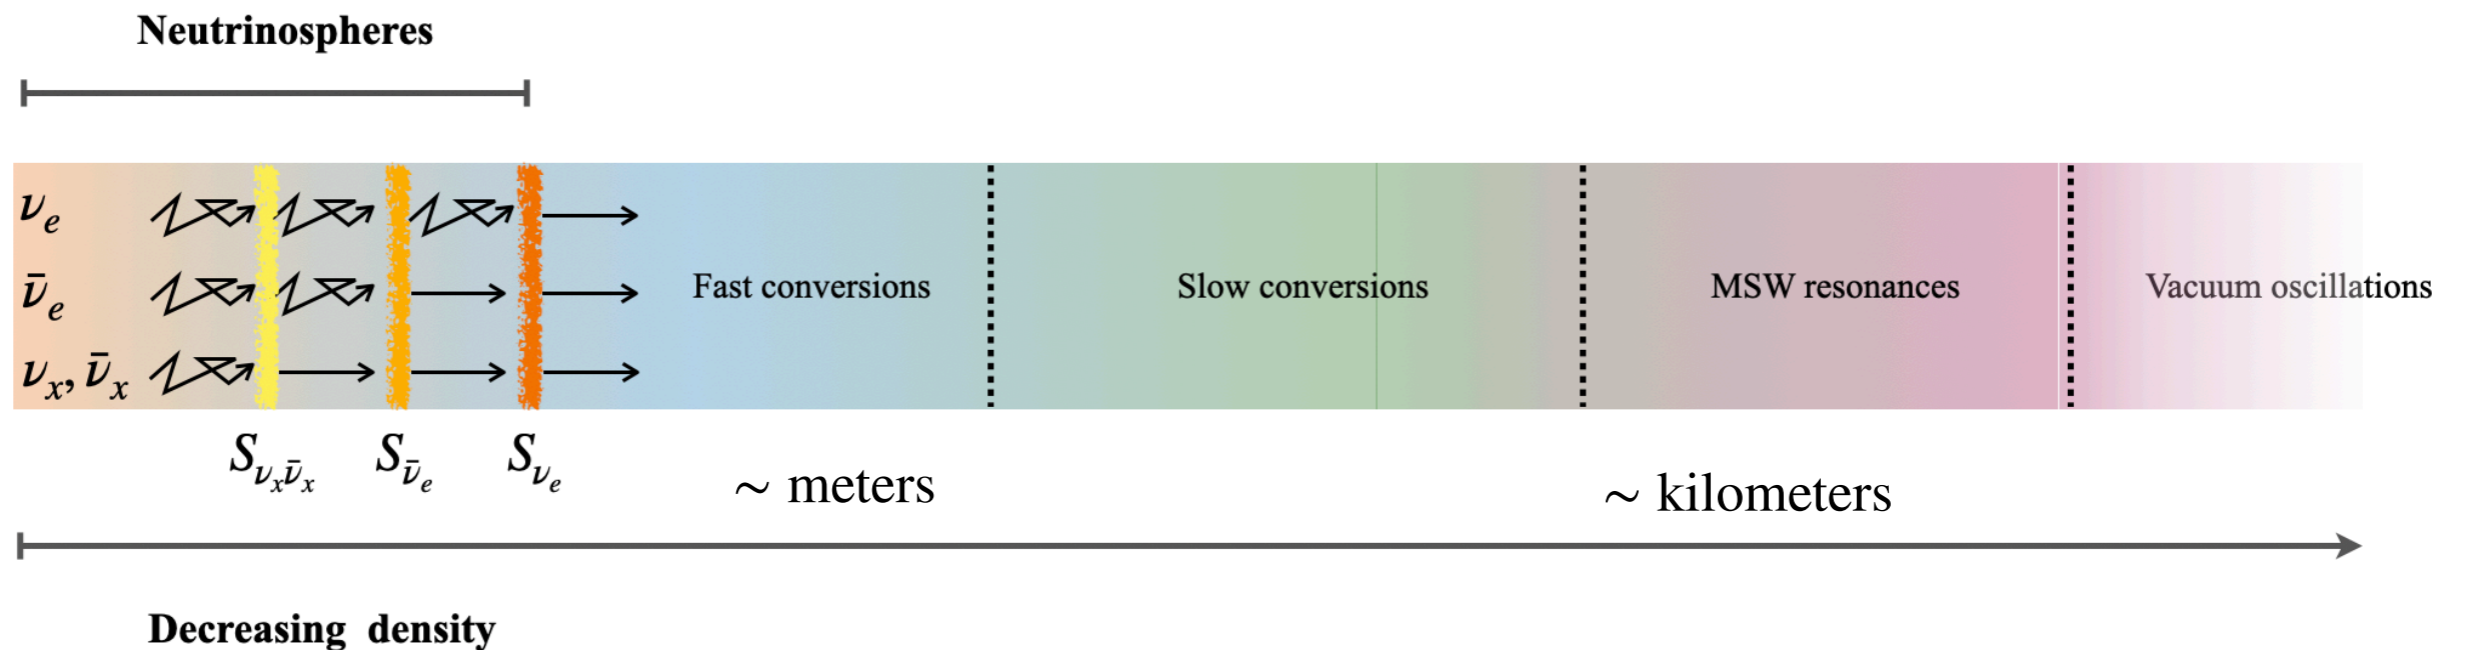 Neutrinospheres
νe
ν̄e
νx, ν̄x
Fast conversions
Slow conversions
MSW resonances
Vacuum oscillations
Sνxν̄x
Sν̄e
Sνe
~ meters
~ kilometers
Decreasing density